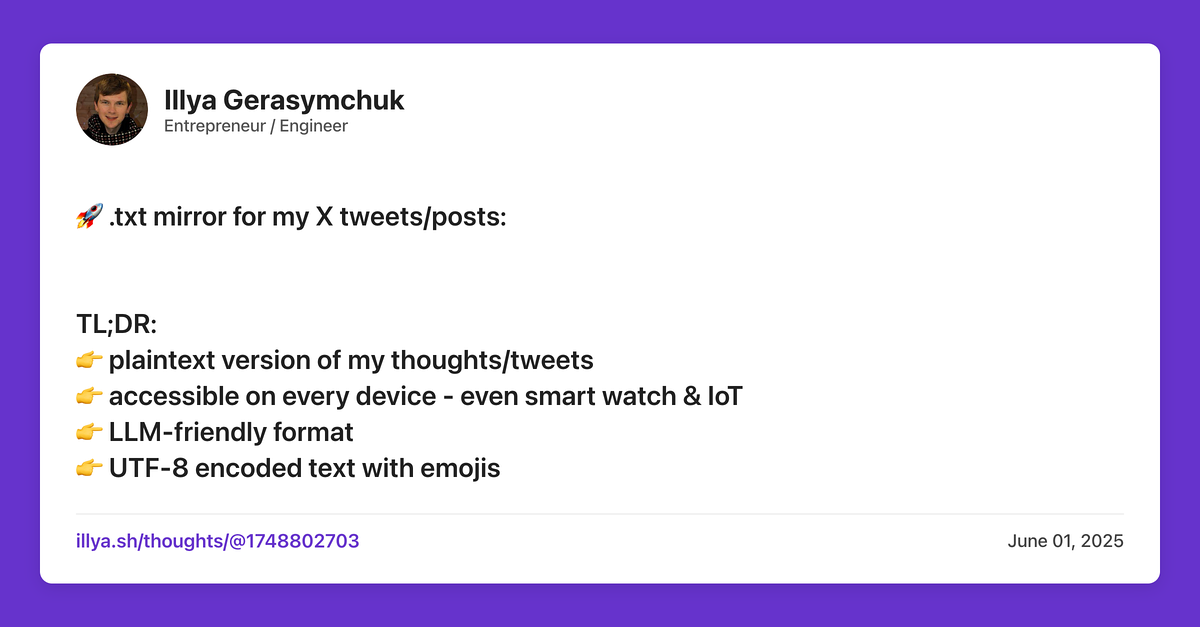 Illya Gerasymchuk
Entrepreneur / Engineer
🚀 .txt mirror for my X tweets/posts:
TL;DR:
👉 plaintext version of my thoughts/tweets
👉 accessible on every device - even smart watch & IoT
👉 LLM-friendly format
👉 UTF-8 encoded text with emojis
illya.sh/thoughts/@1748802703
June 01, 2025